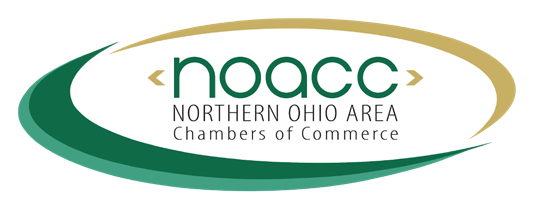 noacc
NORTHERN OHIO AREA
Chambers of Commerce